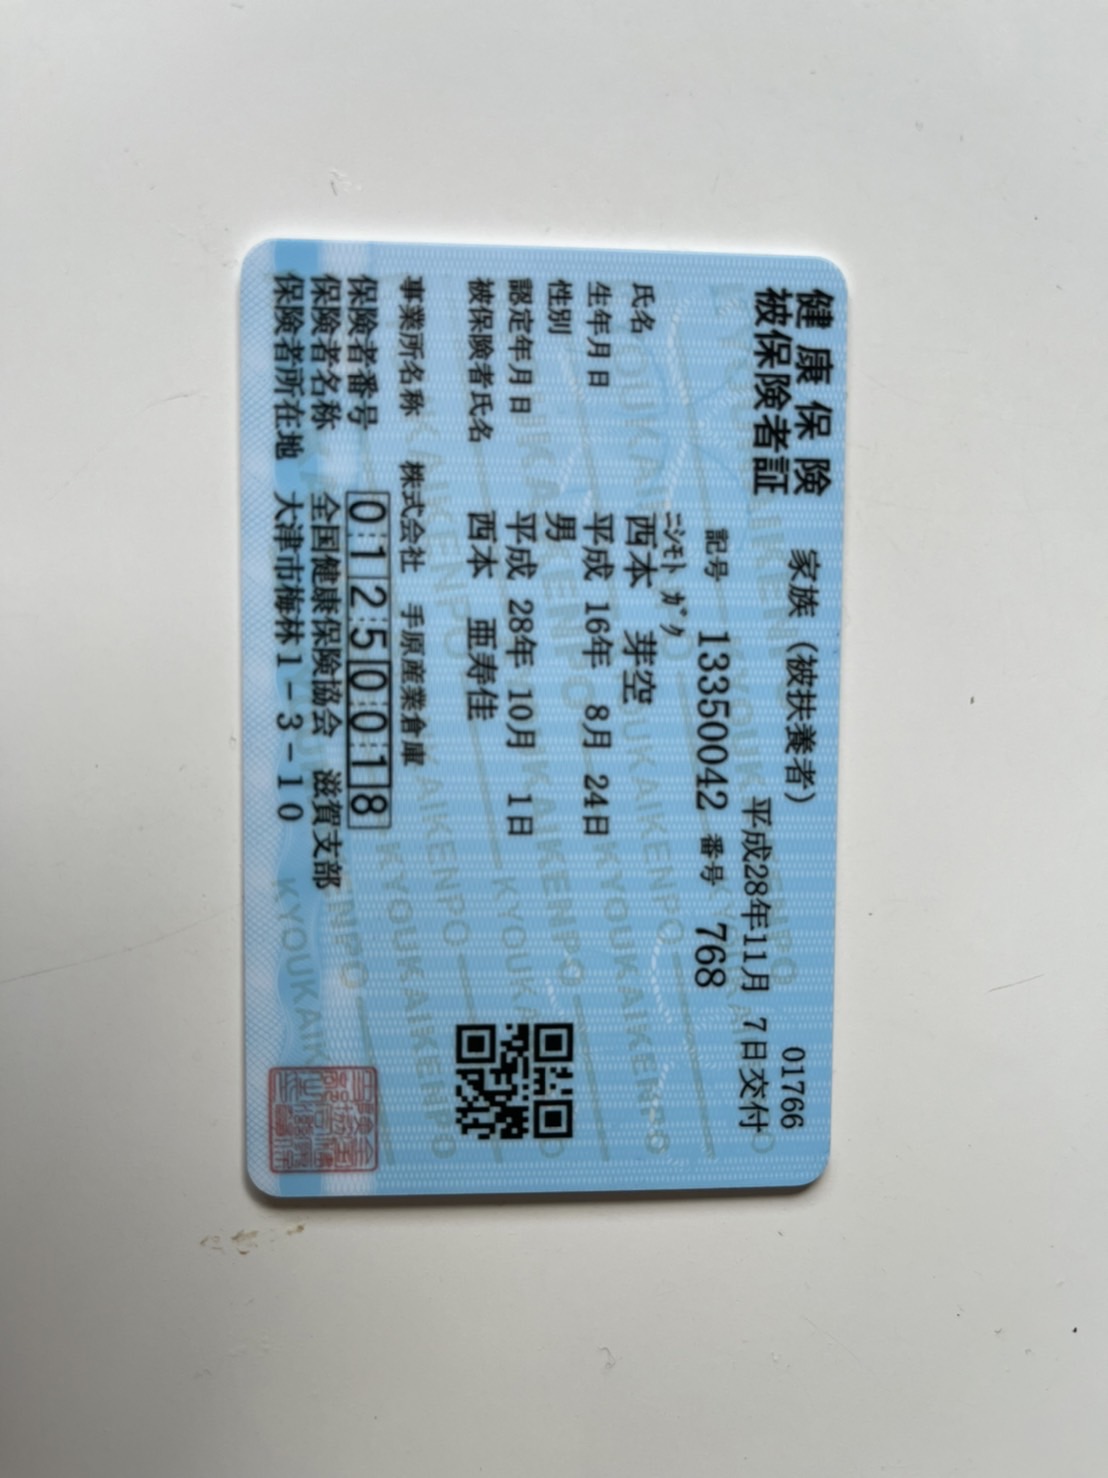 健康保険 家族（被扶養者） 01766
被保険者証 平成28年11月 7日交付
記号 13350042 番号 768
ﾆｼﾓﾄ ｶﾞｸ
氏名 西本 芽空
生年月日 平成 16年 8月 24日
性別 男
認定年月日 平成 28年 10月 1日
被保険者氏名 西本 亜寿佳
事業所名称 株式会社 手原産業倉庫
保険者番号 01250018
保険者名称 全国健康保険協会 滋賀支部
保険者所在地 大津市梅林1-3-10